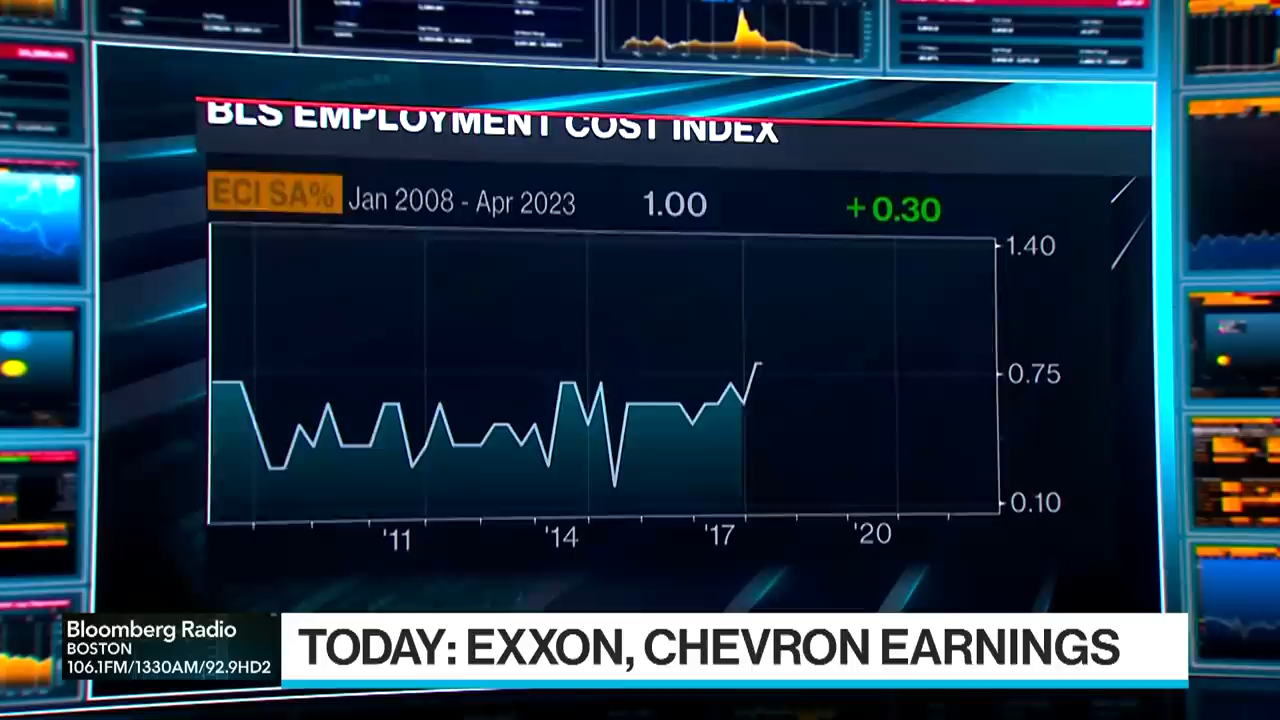 BLS EMPLOYMENT COST INDEX
ECI SA% Jan 2008 - Apr 2023 1.00 + 0.30
1.40
0.75
0.10
'11 '14 '17 '20
Bloomberg Radio
BOSTON
106.1FM/1330AM/92.9HD2
TODAY: EXXON, CHEVRON EARNINGS